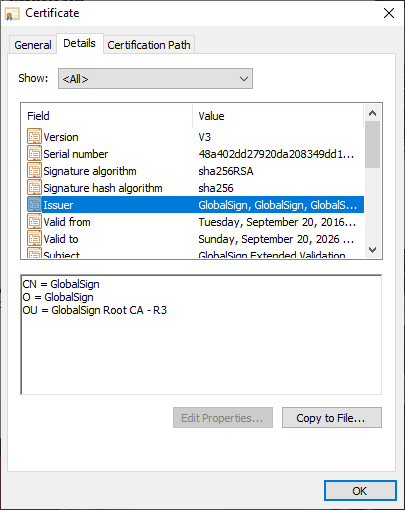 Certificate
General Details Certification Path
Show: <All>
Field Value
Version V3
Serial number 48a402dd27920da208349dd1...
Signature algorithm sha256RSA
Signature hash algorithm sha256
Issuer GlobalSign, GlobalSign, GlobalS...
Valid from Tuesday, September 20, 2016...
Valid to Sunday, September 20, 2026 ...
Subject GlobalSign Extended Validation
CN = GlobalSign
O = GlobalSign
OU = GlobalSign Root CA - R3
Edit Properties... Copy to File...
OK